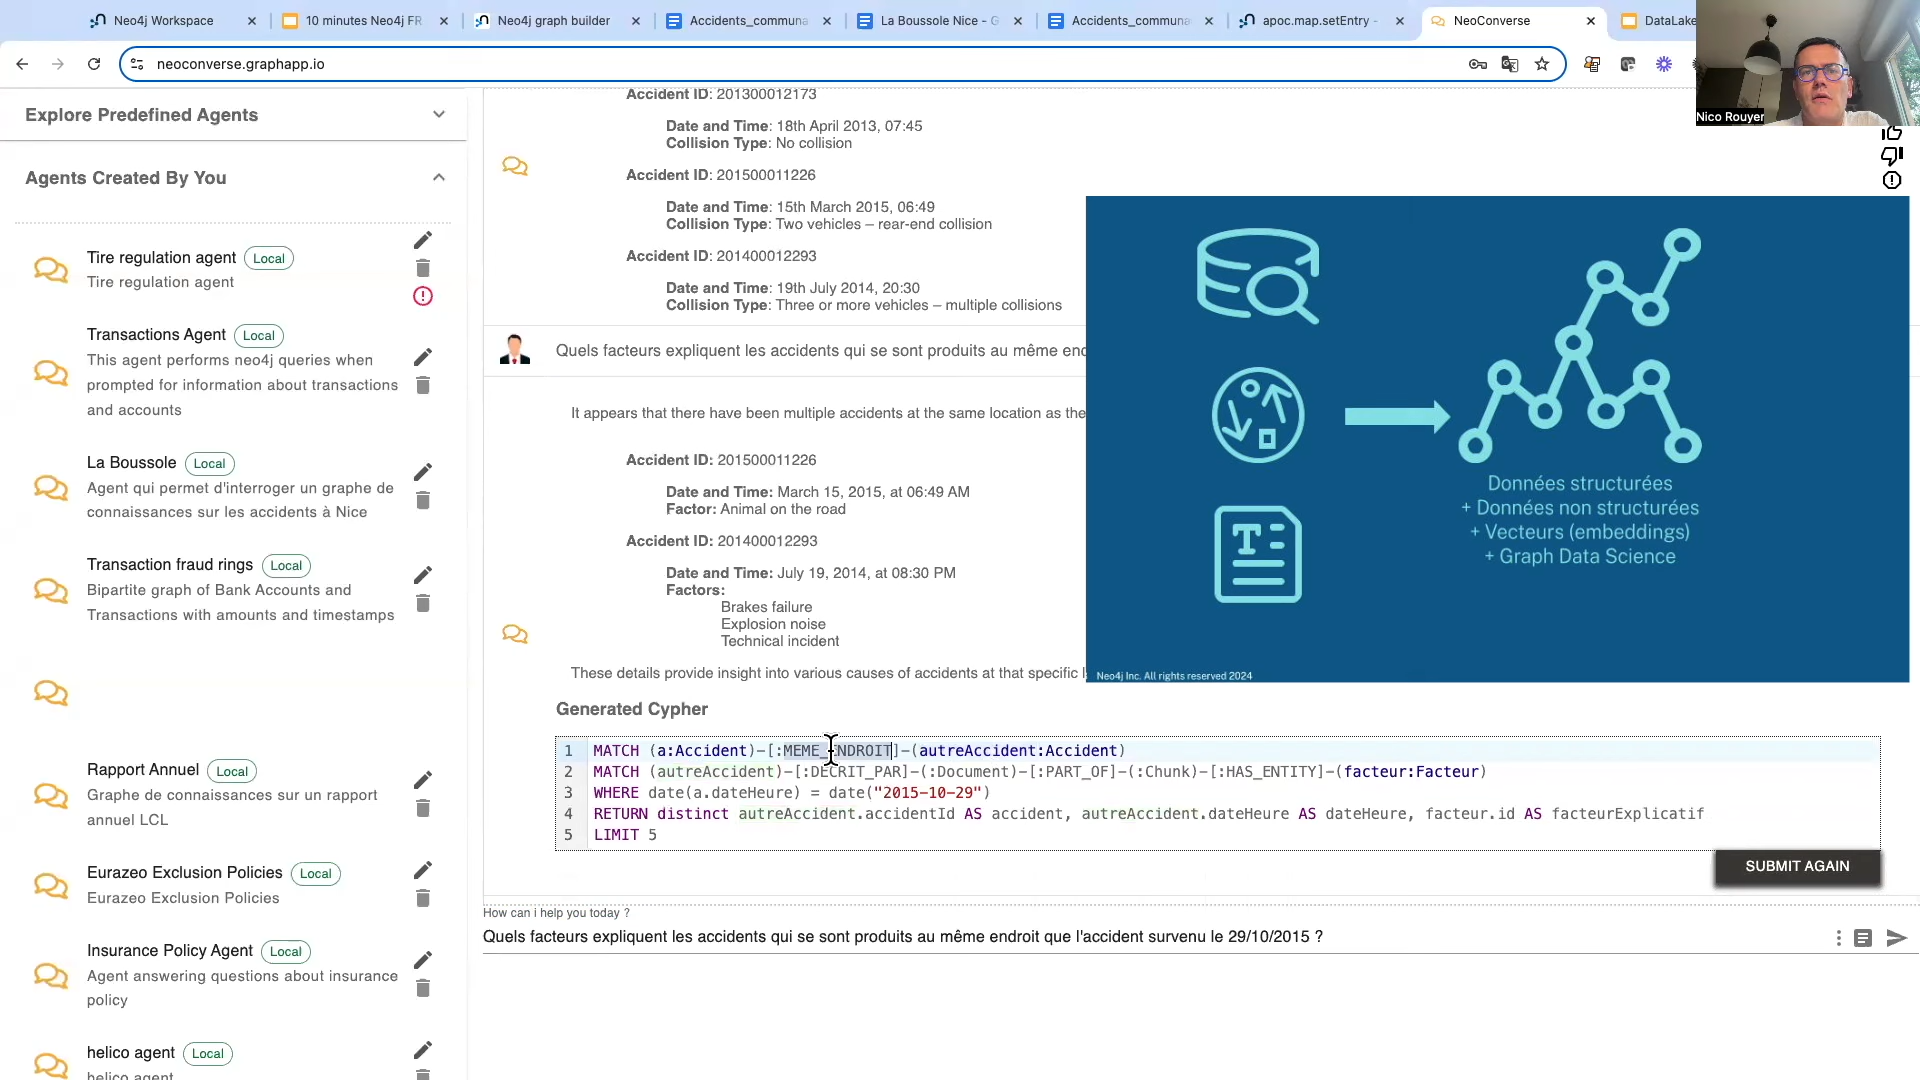 Neo4j Workspace
10 minutes Neo4j FR
Neo4j graph builder
Accidents_communa
La Boussole Nice - G
Accidents_communa
apoc.map.setEntry -
NeoConverse
DataLake
neoconverse.graphapp.io
Nico Rouyer
Explore Predefined Agents
Agents Created By You
Tire regulation agent Local
Tire regulation agent
Transactions Agent Local
This agent performs neo4j queries when
prompted for information about transactions
and accounts
La Boussole Local
Agent qui permet d'interroger un graphe de
connaissances sur les accidents à Nice
Transaction fraud rings Local
Bipartite graph of Bank Accounts and
Transactions with amounts and timestamps
Rapport Annuel Local
Graphe de connaissances sur un rapport
annuel LCL
Eurazeo Exclusion Policies Local
Eurazeo Exclusion Policies
Insurance Policy Agent Local
Agent answering questions about insurance
policy
helico agent Local
helico agent
Accident ID: 201300012173
Date and Time: 18th April 2013, 07:45
Collision Type: No collision
Accident ID: 201500011226
Date and Time: 15th March 2015, 06:49
Collision Type: Two vehicles – rear-end collision
Accident ID: 201400012293
Date and Time: 19th July 2014, 20:30
Collision Type: Three or more vehicles – multiple collisions
Quels facteurs expliquent les accidents qui se sont produits au même end
It appears that there have been multiple accidents at the same location as the
Accident ID: 201500011226
Date and Time: March 15, 2015, at 06:49 AM
Factor: Animal on the road
Accident ID: 201400012293
Date and Time: July 19, 2014, at 08:30 PM
Factors:
Brakes failure
Explosion noise
Technical incident
These details provide insight into various causes of accidents at that specific l
Données structurées
+ Données non structurées
+ Vecteurs (embeddings)
+ Graph Data Science
Neo4j Inc. All rights reserved 2024
Generated Cypher
1 MATCH (a:Accident)-[:MEME_ENDROIT]-(autreAccident:Accident)
2 MATCH (autreAccident)-[:DECRIT_PAR]-(:Document)-[:PART_OF]-(:Chunk)-[:HAS_ENTITY]-(facteur:Facteur)
3 WHERE date(a.dateHeure) = date("2015-10-29")
4 RETURN distinct autreAccident.accidentId AS accident, autreAccident.dateHeure AS dateHeure, facteur.id AS facteurExplicatif
5 LIMIT 5
SUBMIT AGAIN
How can i help you today ?
Quels facteurs expliquent les accidents qui se sont produits au même endroit que l'accident survenu le 29/10/2015 ?